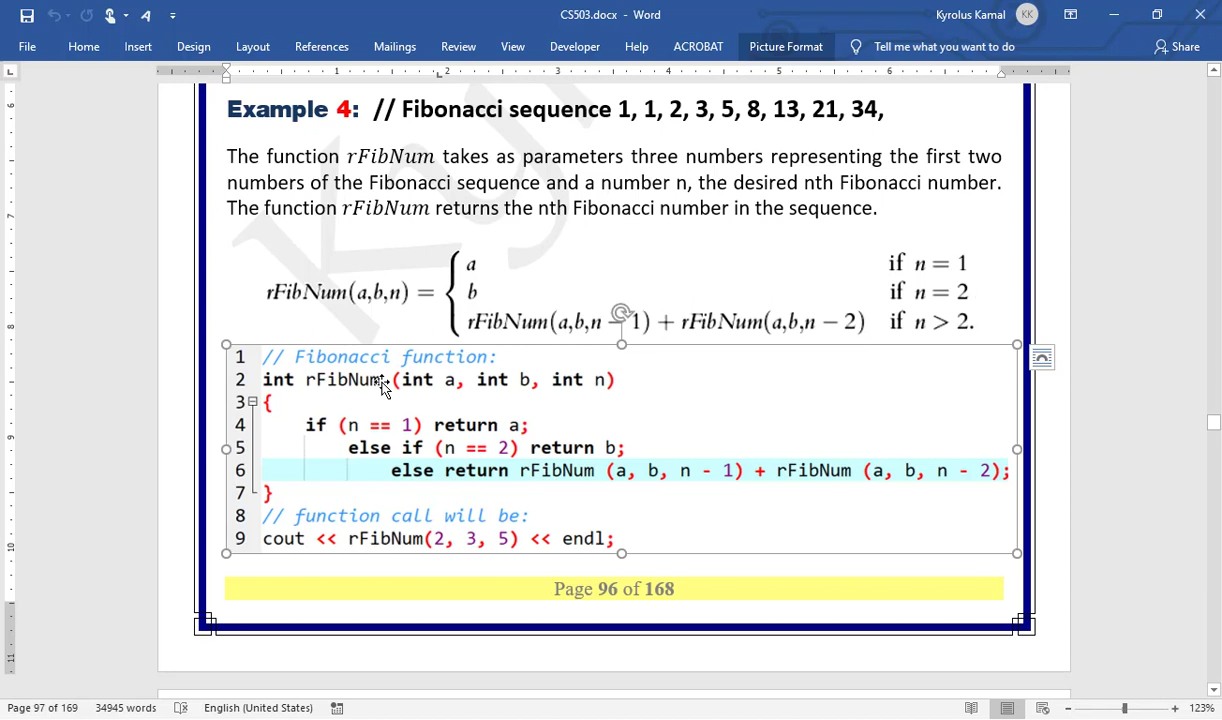 CS503.docx - Word
Kyrolus Kamal
KK
File Home Insert Design Layout References Mailings Review View Developer Help ACROBAT Picture Format Tell me what you want to do Share
1 2 3 4 5 6
Example 4: // Fibonacci sequence 1, 1, 2, 3, 5, 8, 13, 21, 34,
The function rFibNum takes as parameters three numbers representing the first two
numbers of the Fibonacci sequence and a number n, the desired nth Fibonacci number.
The function rFibNum returns the nth Fibonacci number in the sequence.
a if n = 1
rFibNum(a,b,n) = { b if n = 2
rFibNum(a,b,n − 1) + rFibNum(a,b,n − 2) if n > 2.
1 // Fibonacci function:
2 int rFibNum (int a, int b, int n)
3 {
4 if (n == 1) return a;
5 else if (n == 2) return b;
6 else return rFibNum (a, b, n - 1) + rFibNum (a, b, n - 2);
7 }
8 // function call will be:
9 cout << rFibNum(2, 3, 5) << endl;
Page 96 of 168
Page 97 of 169 34945 words English (United States) 123%